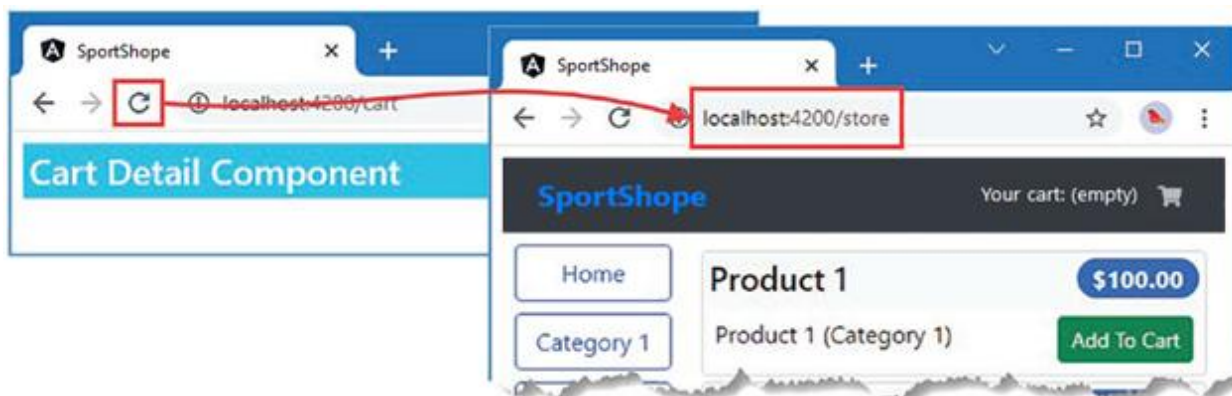 SportShope
localhost:4200/cart
Cart Detail Component
SportShope
localhost:4200/store
SportShope
Your cart: (empty)
Home
Product 1
$100.00
Category 1
Product 1 (Category 1)
Add To Cart